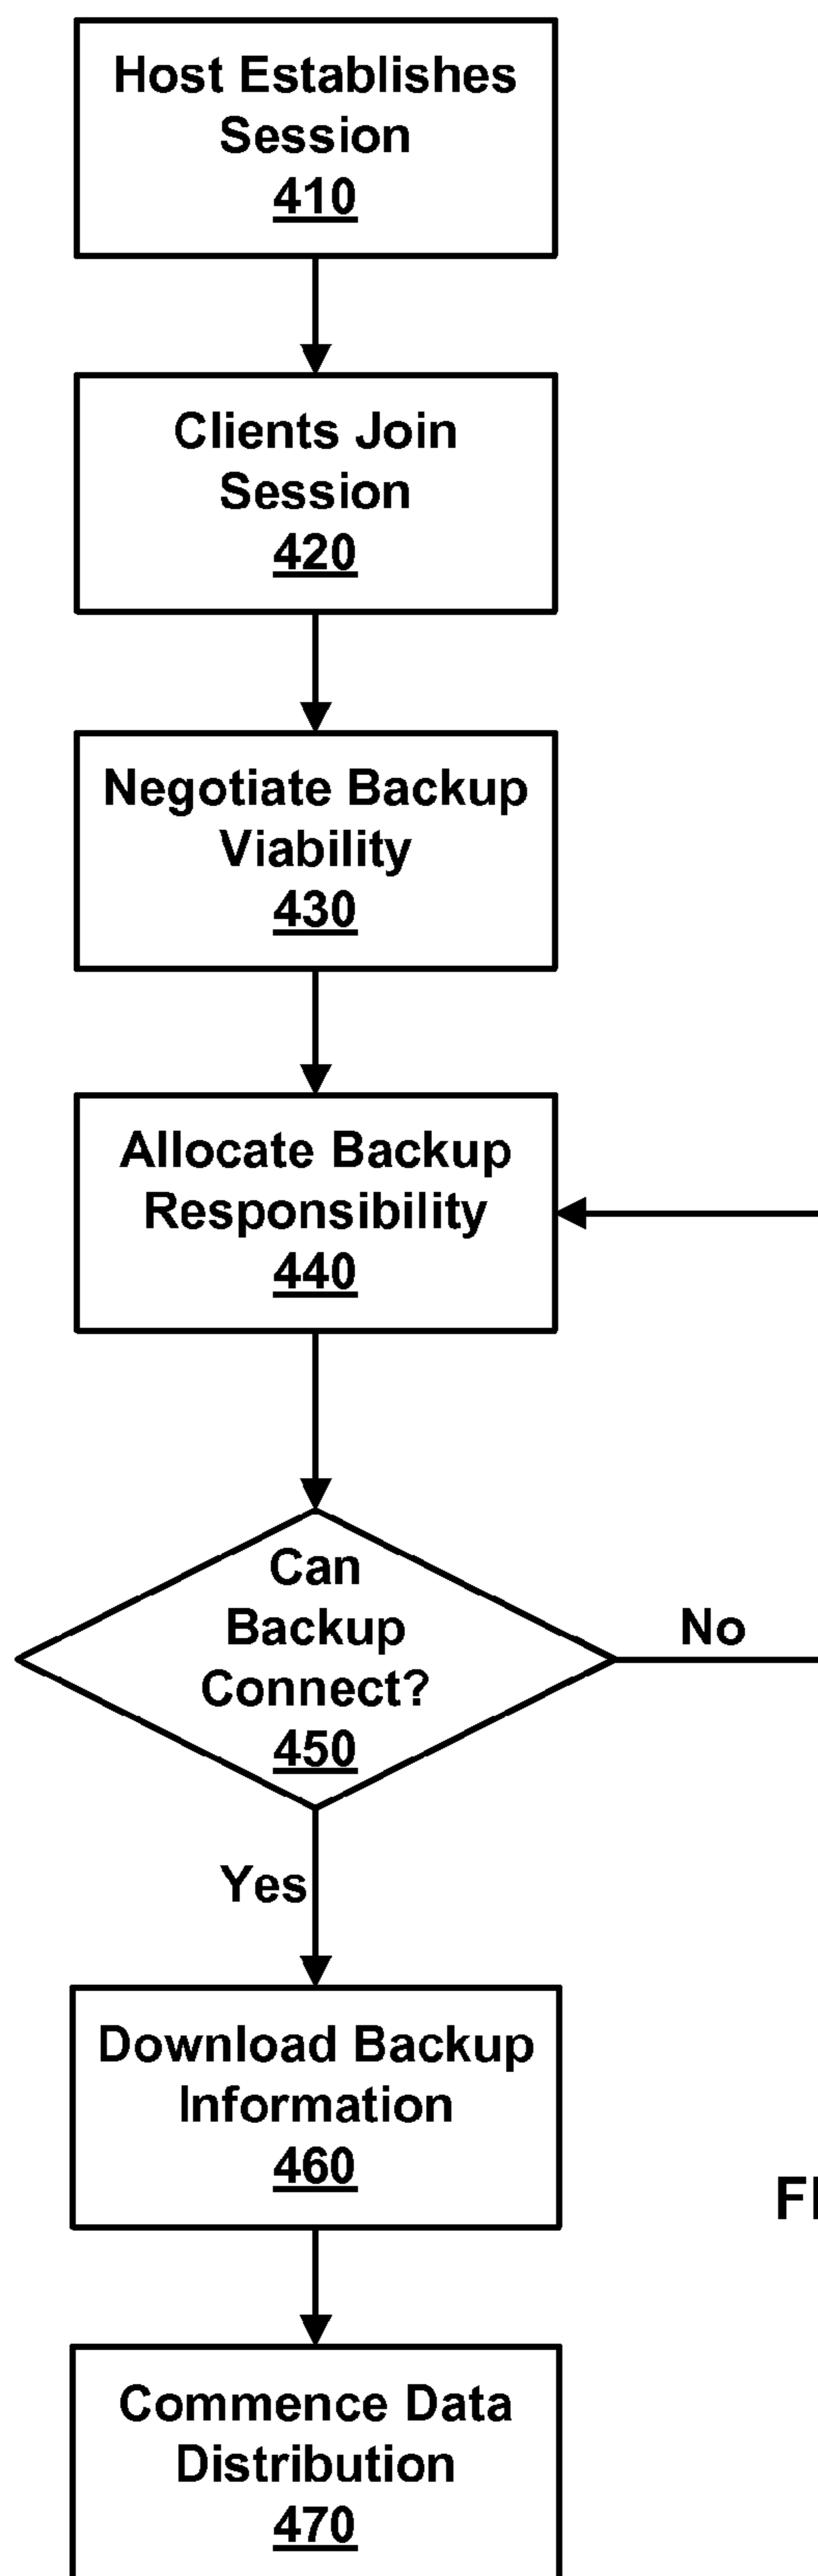 Host Establishes
Session
410
Clients Join
Session
420
Negotiate Backup
Viability
430
Allocate Backup
Responsibility
440
Can
Backup
Connect?
450
No
Yes
Download Backup
Information
460
Commence Data
Distribution
470